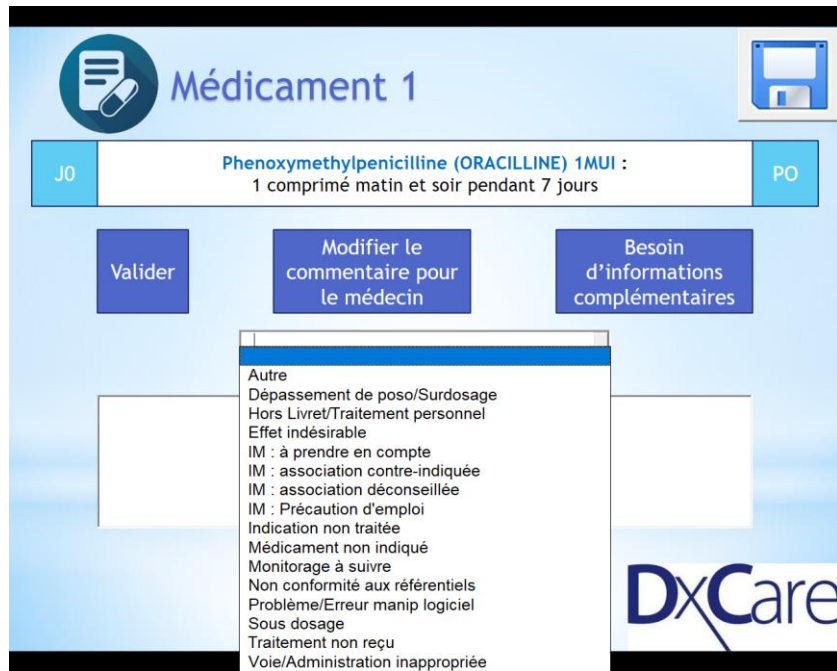 Médicament 1
J0
Phenoxymethylpenicilline (ORACILLINE) 1MUI :
1 comprimé matin et soir pendant 7 jours
PO
Valider
Modifier le
commentaire pour
le médecin
Besoin
d'informations
complémentaires
Autre
Dépassement de poso/Surdosage
Hors Livret/Traitement personnel
Effet indésirable
IM : à prendre en compte
IM : association contre-indiquée
IM : association déconseillée
IM : Précaution d'emploi
Indication non traitée
Médicament non indiqué
Monitorage à suivre
Non conformité aux référentiels
Problème/Erreur manip logiciel
Sous dosage
Traitement non reçu
Voie/Administration inappropriée
DxCare